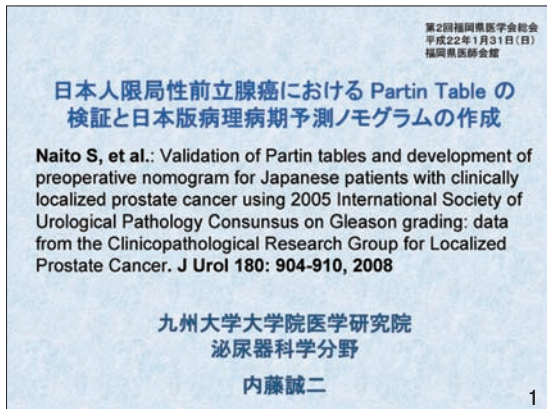 第2回福岡県医学会総会
平成22年1月31日(日)
福岡県医師会館
日本人限局性前立腺癌における Partin Table の
検証と日本版病理病期予測ノモグラムの作成
Naito S, et al.: Validation of Partin tables and development of
preoperative nomogram for Japanese patients with clinically
localized prostate cancer using 2005 International Society of
Urological Pathology Consunsus on Gleason grading: data
from the Clinicopathological Research Group for Localized
Prostate Cancer. J Urol 180: 904-910, 2008
九州大学大学院医学研究院
泌尿器科学分野
内藤誠二
1